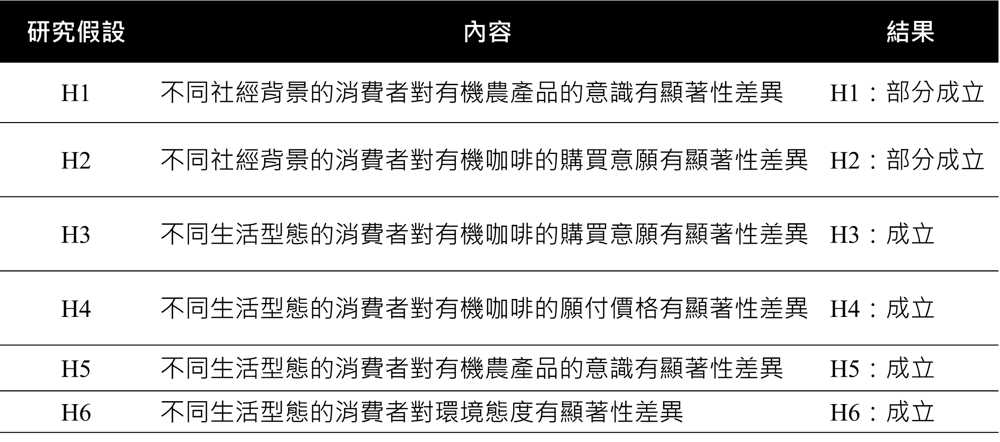 研究假設 內容 結果
H1 不同社經背景的消費者對有機農產品的意識有顯著性差異 H1：部分成立
H2 不同社經背景的消費者對有機咖啡的購買意願有顯著性差異 H2：部分成立
H3 不同生活型態的消費者對有機咖啡的購買意願有顯著性差異 H3：成立
H4 不同生活型態的消費者對有機咖啡的願付價格有顯著性差異 H4：成立
H5 不同生活型態的消費者對有機農產品的意識有顯著性差異 H5：成立
H6 不同生活型態的消費者對環境態度有顯著性差異 H6：成立